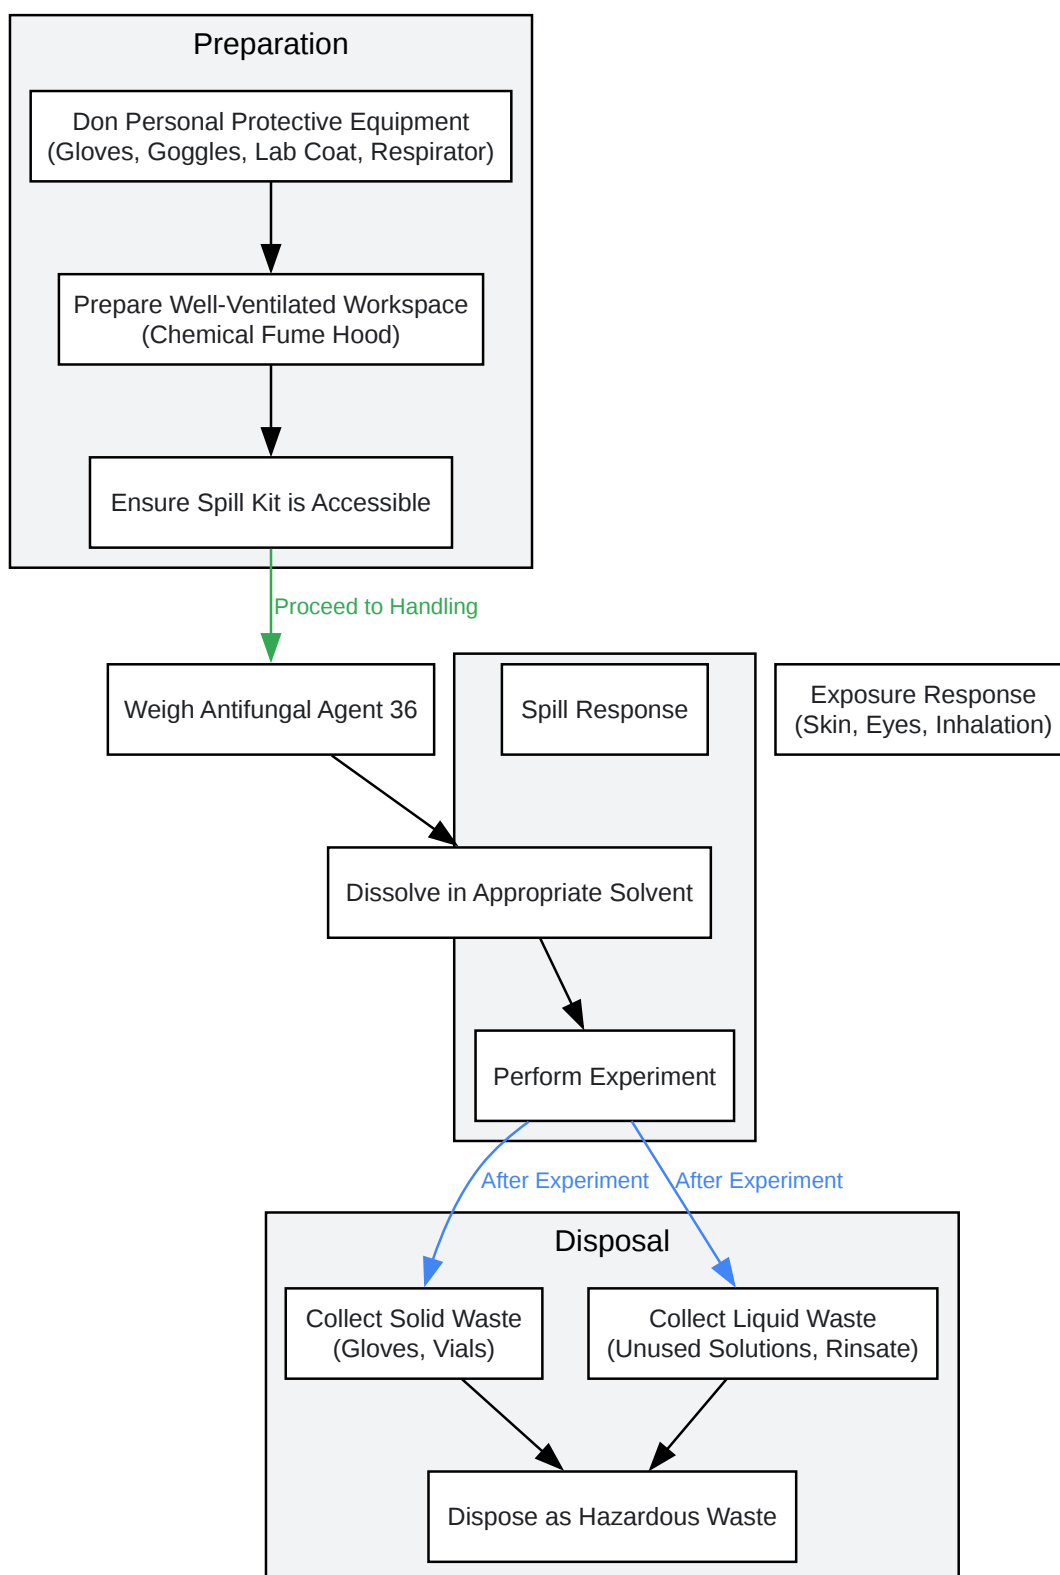 Preparation
Don Personal Protective Equipment
(Gloves, Goggles, Lab Coat, Respirator)
Prepare Well-Ventilated Workspace
(Chemical Fume Hood)
Ensure Spill Kit is Accessible
Proceed to Handling
Weigh Antifungal Agent 36
Spill Response
Exposure Response
(Skin, Eyes, Inhalation)
Dissolve in Appropriate Solvent
Perform Experiment
After Experiment
After Experiment
Disposal
Collect Solid Waste
(Gloves, Vials)
Collect Liquid Waste
(Unused Solutions, Rinsate)
Dispose as Hazardous Waste